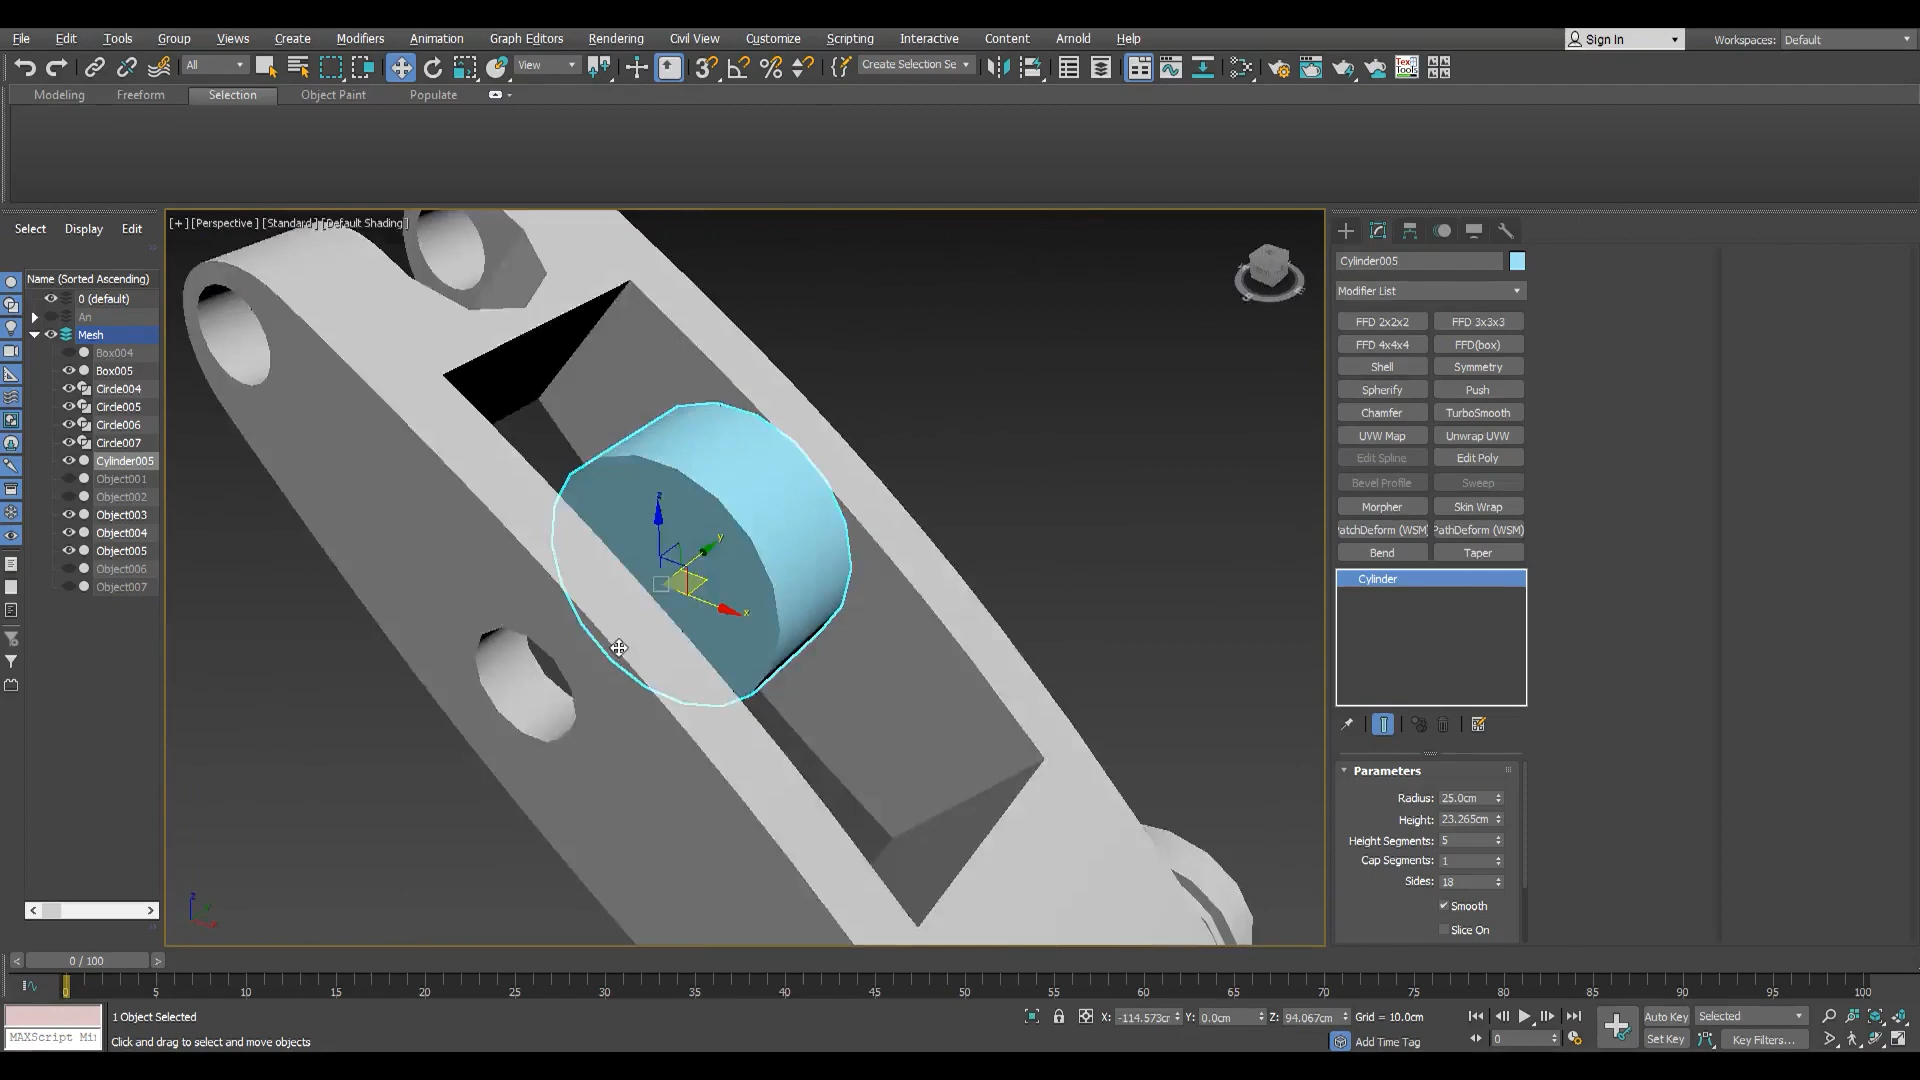 File Edit Tools Group Views Create Modifiers Animation Graph Editors Rendering Civil View Customize Scripting Interactive Content Arnold Help
Sign In Workspaces: Default
All View Create Selection Se
Modeling Freeform Selection Object Paint Populate
Select Display Edit
[+] [Perspective ] [Standard] [Default Shading]
Name (Sorted Ascending)
0 (default)
An
Mesh
Box004
Box005
Circle004
Circle005
Circle006
Circle007
Cylinder005
Object001
Object002
Object003
Object004
Object005
Object006
Object007
z
y
x
Cylinder005
Modifier List
FFD 2x2x2 FFD 3x3x3
FFD 4x4x4 FFD(box)
Shell Symmetry
Spherify Push
Chamfer TurboSmooth
UVW Map Unwrap UVW
Edit Spline Edit Poly
Bevel Profile Sweep
Morpher Skin Wrap
atchDeform (WSM) PathDeform (WSM)
Bend Taper
Cylinder
Parameters
Radius: 25.0cm
Height: 23.265cm
Height Segments: 5
Cap Segments: 1
Sides: 18
Smooth
Slice On
0 / 100
0 5 10 15 20 25 30 35 40 45 50 55 60 65 70 75 80 85 90 95 100
1 Object Selected
X: -114.573cr Y: 0.0cm Z: 94.067cm Grid = 10.0cm
Auto Key Selected
MAXScript Mi
Click and drag to select and move objects
Add Time Tag
0
Set Key Key Filters...